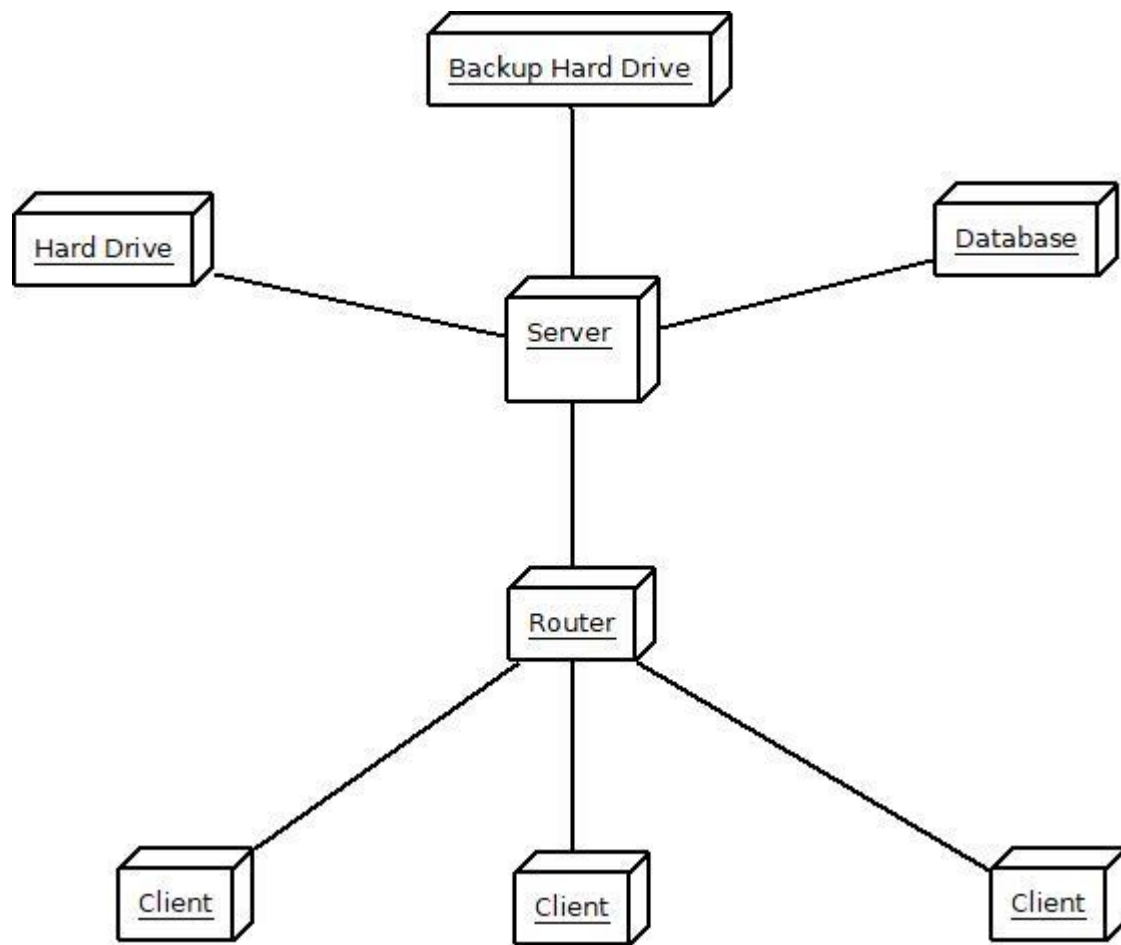 Backup Hard Drive
Hard Drive
Database
Server
Router
Client
Client
Client